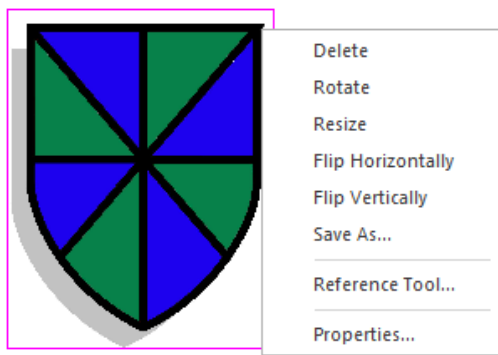 Delete
Rotate
Resize
Flip Horizontally
Flip Vertically
Save As...
Reference Tool...
Properties...